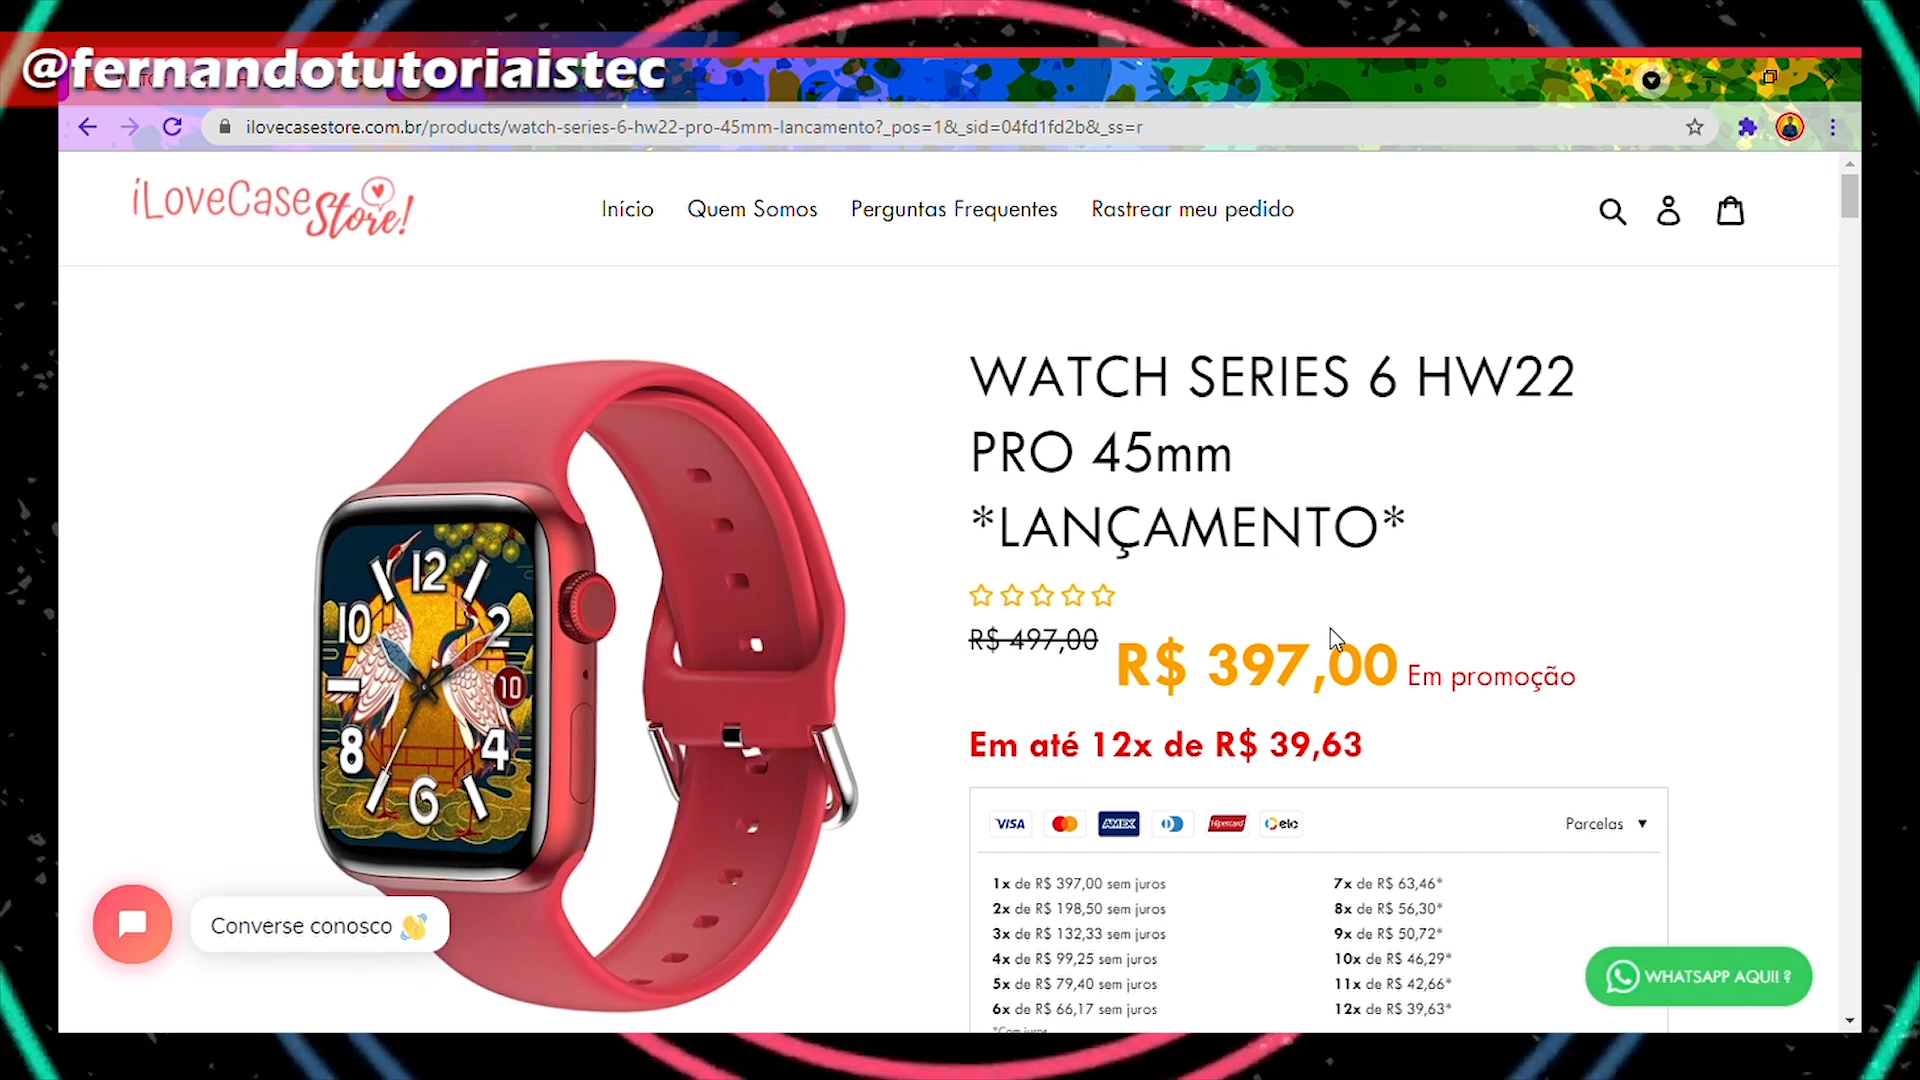 @fernandotutoriaistec
ilovecasestore.com.br/products/watch-series-6-hw22-pro-45mm-lancamento?_pos=1&_sid=04fd1fd2b&_ss=r
iLoveCase Store!
Início Quem Somos Perguntas Frequentes Rastrear meu pedido
WATCH SERIES 6 HW22
PRO 45mm
*LANÇAMENTO*
R$ 497,00 R$ 397,00 Em promoção
Em até 12x de R$ 39,63
VISA AMEX Hipercard elo Parcelas ▼
1x de R$ 397,00 sem juros
2x de R$ 198,50 sem juros
3x de R$ 132,33 sem juros
4x de R$ 99,25 sem juros
5x de R$ 79,40 sem juros
6x de R$ 66,17 sem juros
7x de R$ 63,46*
8x de R$ 56,30*
9x de R$ 50,72*
10x de R$ 46,29*
11x de R$ 42,66*
12x de R$ 39,63*
*Com juros
12
2
10
10
8
4
6
Converse conosco 👋
WHATSAPP AQUI! ?